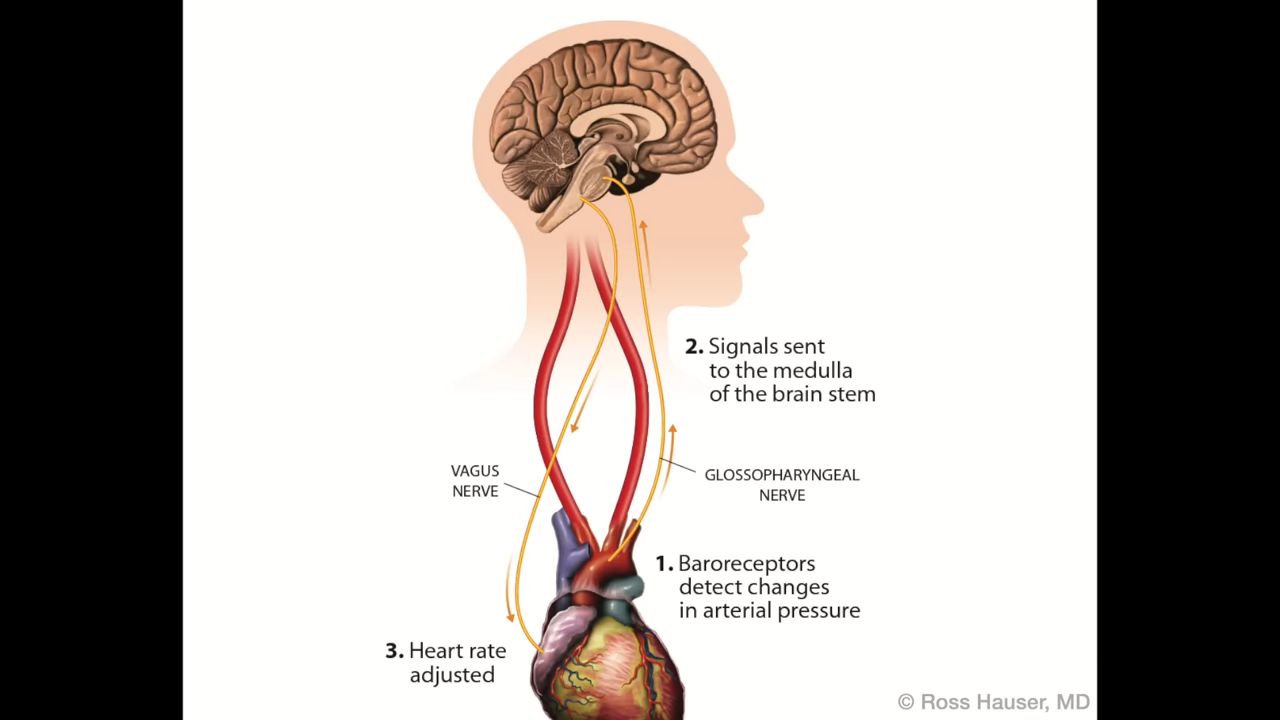 2. Signals sent
to the medulla
of the brain stem
VAGUS
NERVE
GLOSSOPHARYNGEAL
NERVE
1. Baroreceptors
detect changes
in arterial pressure
3. Heart rate
adjusted
© Ross Hauser, MD